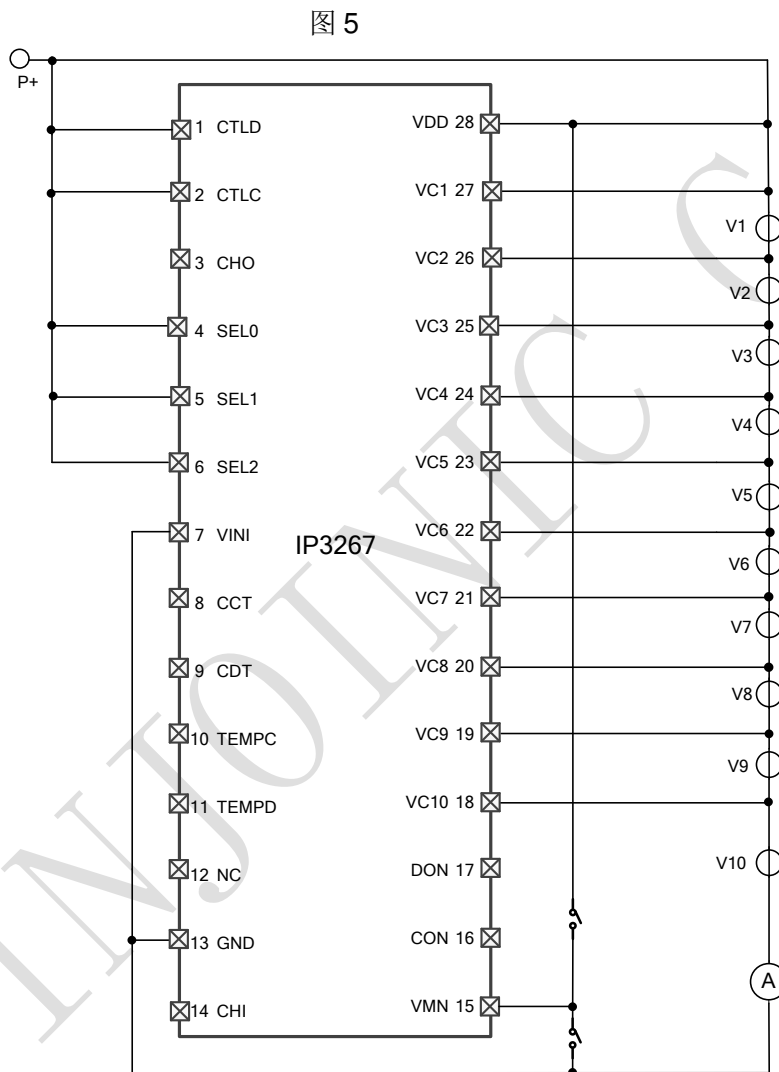 图 5
P+
1 CTLD
2 CTLC
3 CHO
4 SEL0
5 SEL1
6 SEL2
7 VINI
8 CCT
9 CDT
10 TEMPC
11 TEMPD
12 NC
13 GND
14 CHI
IP3267
VDD 28
VC1 27
VC2 26
VC3 25
VC4 24
VC5 23
VC6 22
VC7 21
VC8 20
VC9 19
VC10 18
DON 17
CON 16
VMN 15
V1
V2
V3
V4
V5
V6
V7
V8
V9
V10
A
INJOINIC C